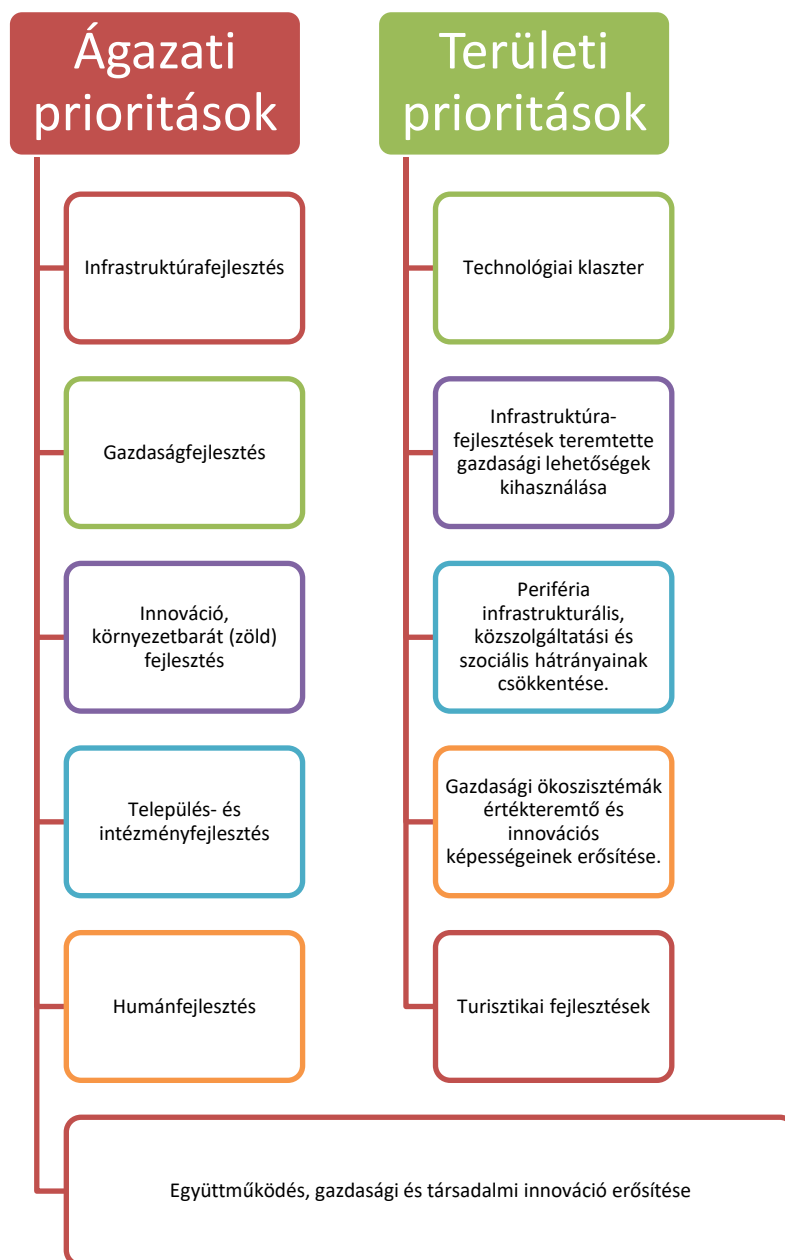 Ágazati
prioritások
Infrastruktúrafejlesztés
Gazdaságfejlesztés
Innováció,
környezetbarát (zöld)
fejlesztés
Település- és
intézményfejlesztés
Humánfejlesztés
Együttműködés, gazdasági és társadalmi innováció erősítése
Területi
prioritások
Technológiai klaszter
Infrastruktúra-
fejlesztések teremtette
gazdasági lehetőségek
kihasználása
Periféria
infrastrukturális,
közszolgáltatási és
szociális hátrányainak
csökkentése.
Gazdasági ökoszisztémák
értékteremtő és
innovációs
képességeinek erősítése.
Turisztikai fejlesztések